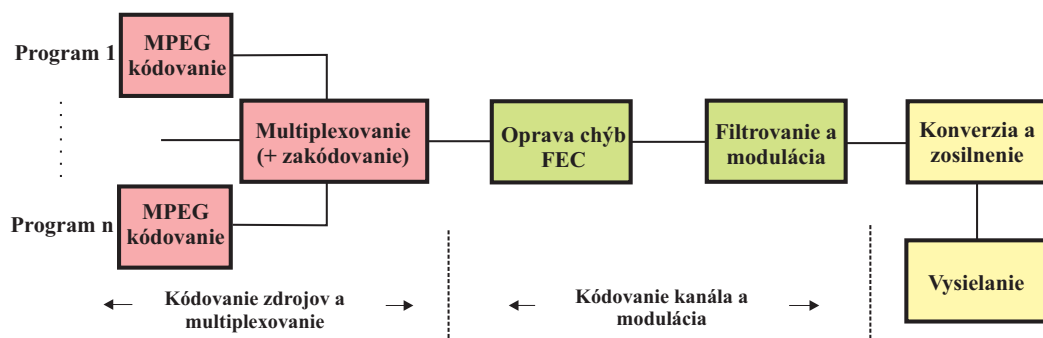 Program 1
MPEG
kódovanie
Multiplexovanie
(+ zakódovanie)
Program n
MPEG
kódovanie
Oprava chýb
FEC
Filtrovanie a
modulácia
Konverzia a
zosilnenie
Vysielanie
Kódovanie zdrojov a
multiplexovanie
Kódovanie kanála a
modulácia